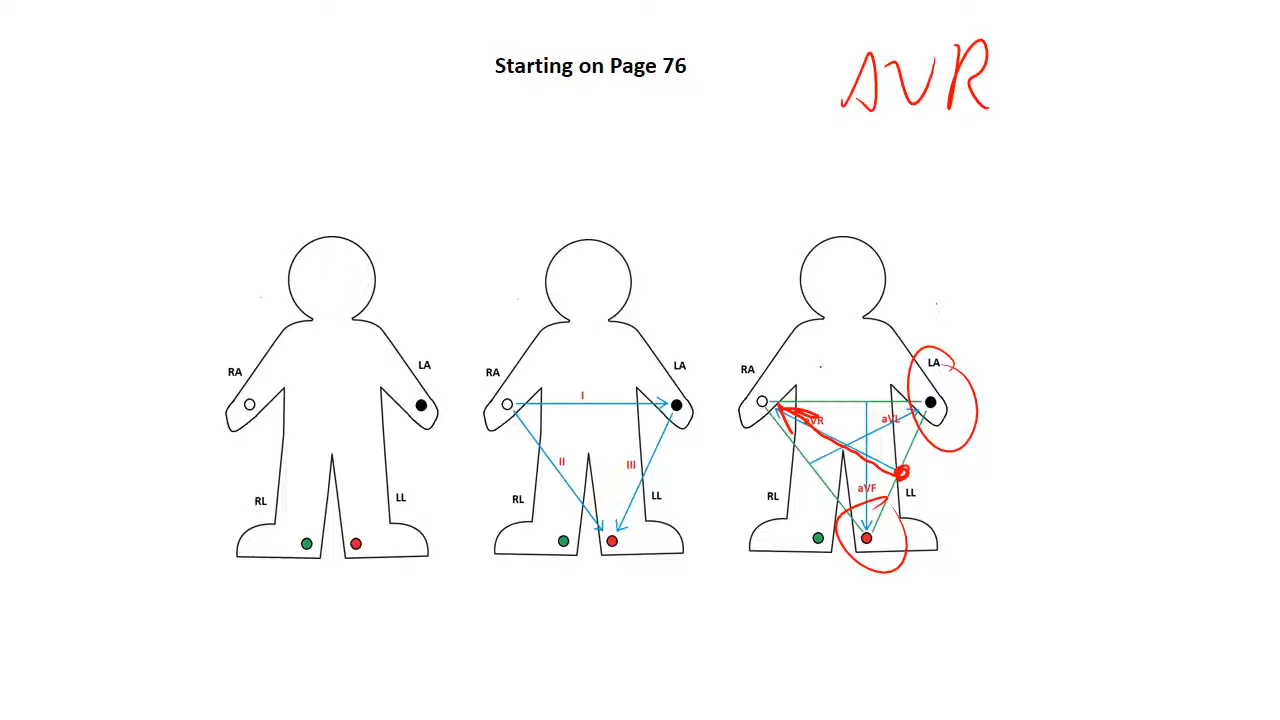 Starting on Page 76
AVR
RA
LA
RL
LL
RA
LA
I
II
III
RL
LL
RA
LA
aVR
aVL
aVF
RL
LL